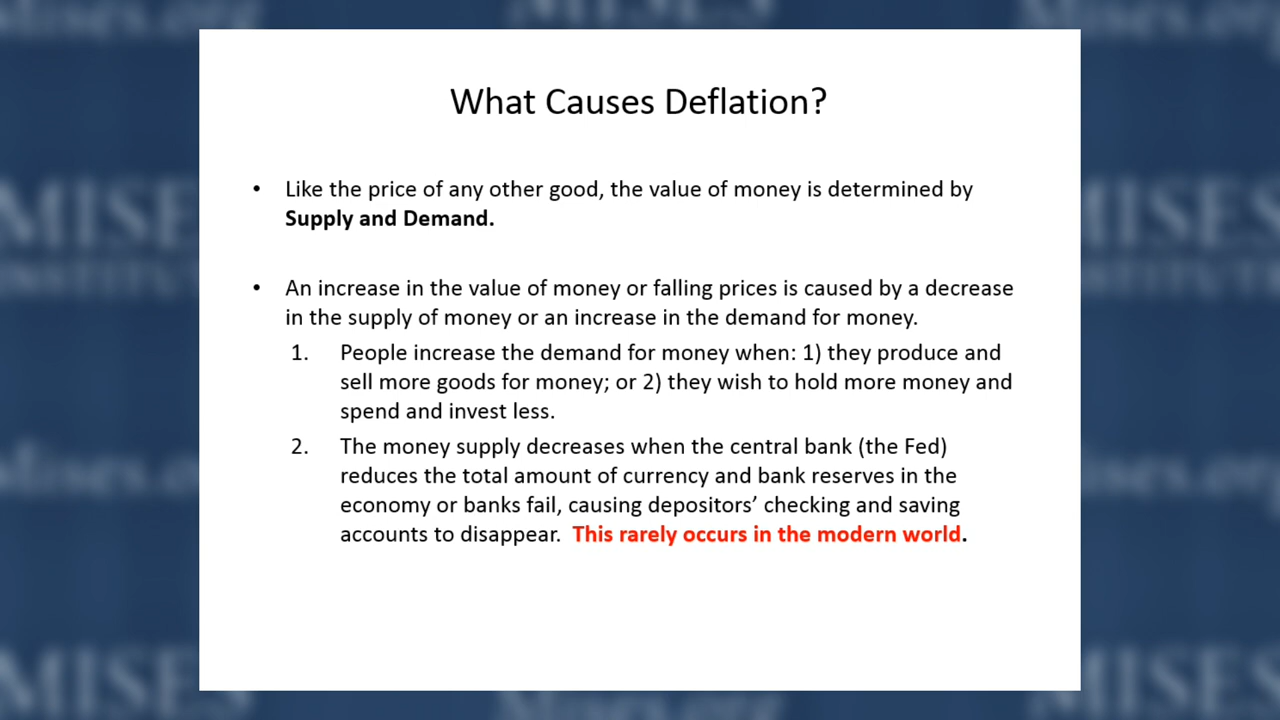 What Causes Deflation?
• Like the price of any other good, the value of money is determined by
Supply and Demand.
• An increase in the value of money or falling prices is caused by a decrease
in the supply of money or an increase in the demand for money.
1. People increase the demand for money when: 1) they produce and
sell more goods for money; or 2) they wish to hold more money and
spend and invest less.
2. The money supply decreases when the central bank (the Fed)
reduces the total amount of currency and bank reserves in the
economy or banks fail, causing depositors’ checking and saving
accounts to disappear. This rarely occurs in the modern world.